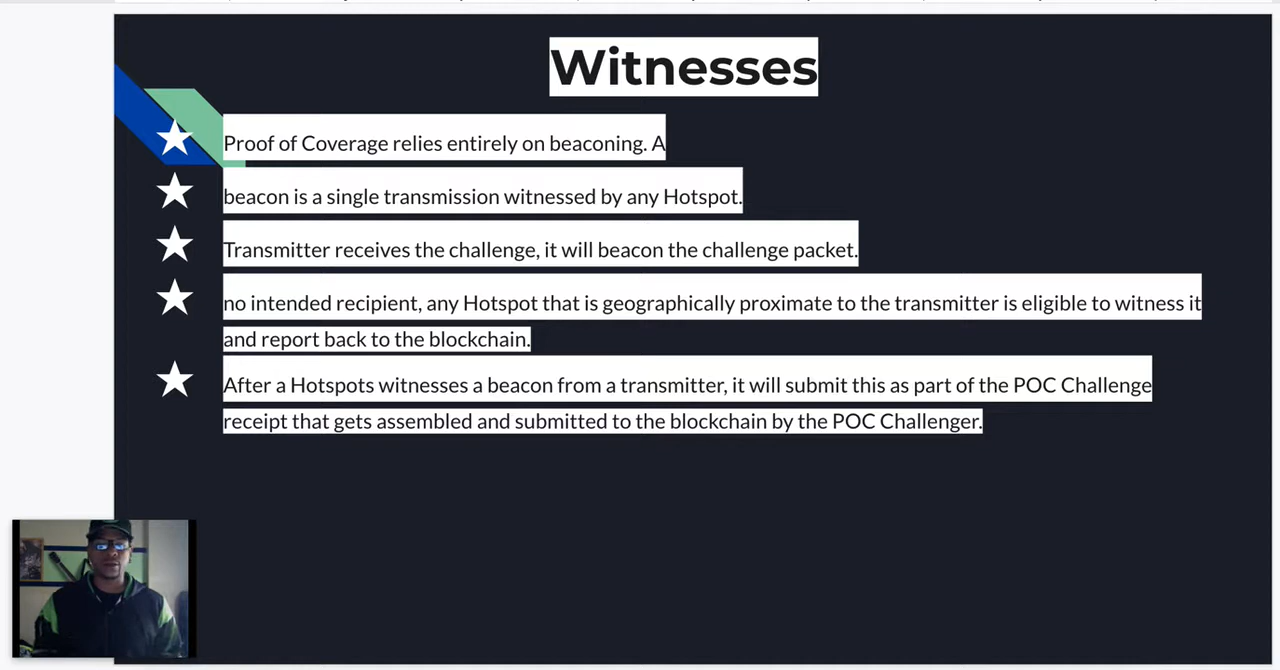 Witnesses
Proof of Coverage relies entirely on beaconing. A
beacon is a single transmission witnessed by any Hotspot.
Transmitter receives the challenge, it will beacon the challenge packet.
no intended recipient, any Hotspot that is geographically proximate to the transmitter is eligible to witness it
and report back to the blockchain.
After a Hotspots witnesses a beacon from a transmitter, it will submit this as part of the POC Challenge
receipt that gets assembled and submitted to the blockchain by the POC Challenger.